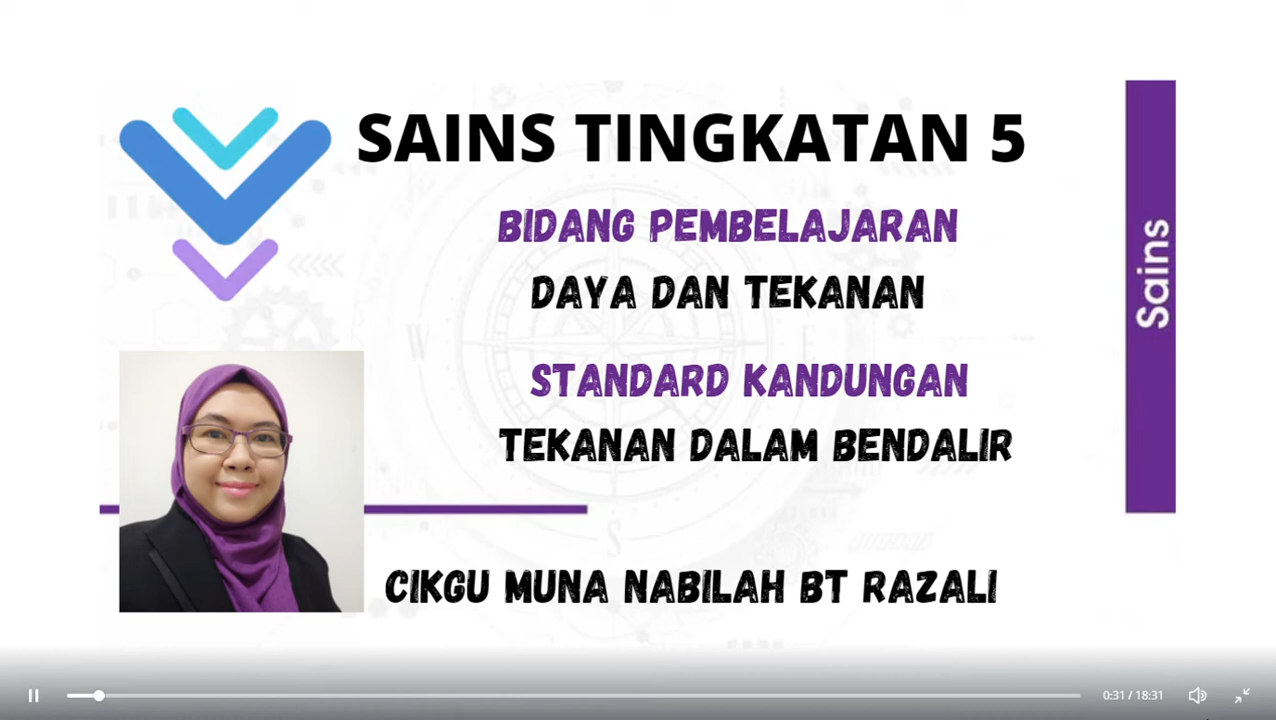 SAINS TINGKATAN 5
BIDANG PEMBELAJARAN
DAYA DAN TEKANAN
STANDARD KANDUNGAN
TEKANAN DALAM BENDALIR
CIKGU MUNA NABILAH BT RAZALI
Sains
W
E
S
0:31 / 18:31